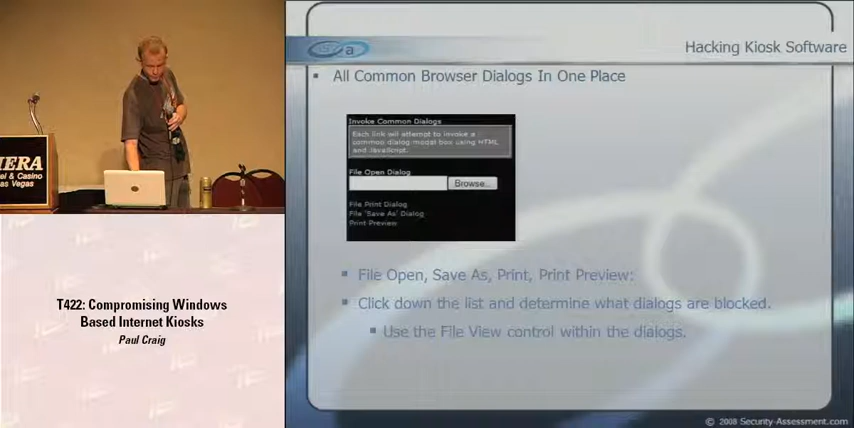 IERA
el & Casino
as Vegas
T422: Compromising Windows
Based Internet Kiosks
Paul Craig
Hacking Kiosk Software
▪ All Common Browser Dialogs In One Place
Invoke Common Dialogs
Each link will attempt to invoke a
common dialog modal box using HTML
and JavaScript.
File Open Dialog
Browse...
File Print Dialog
File 'Save As' Dialog
Print Preview
▪ File Open, Save As, Print, Print Preview:
▪ Click down the list and determine what dialogs are blocked.
▪ Use the File View control within the dialogs.
© 2008 Security-Assessment.com